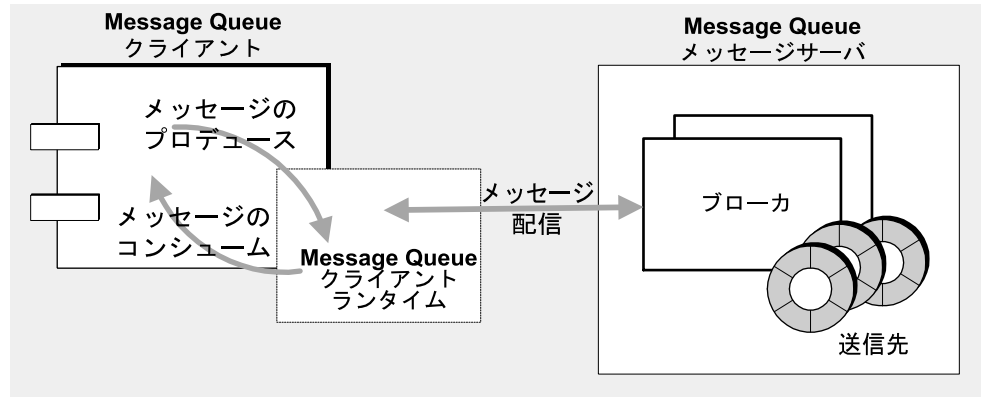 Message Queue
クライアント
メッセージの
プロデュース
メッセージの
コンシューム
Message Queue
クライアント
ランタイム
メッセージ
配信
Message Queue
メッセージサーバ
ブローカ
送信先